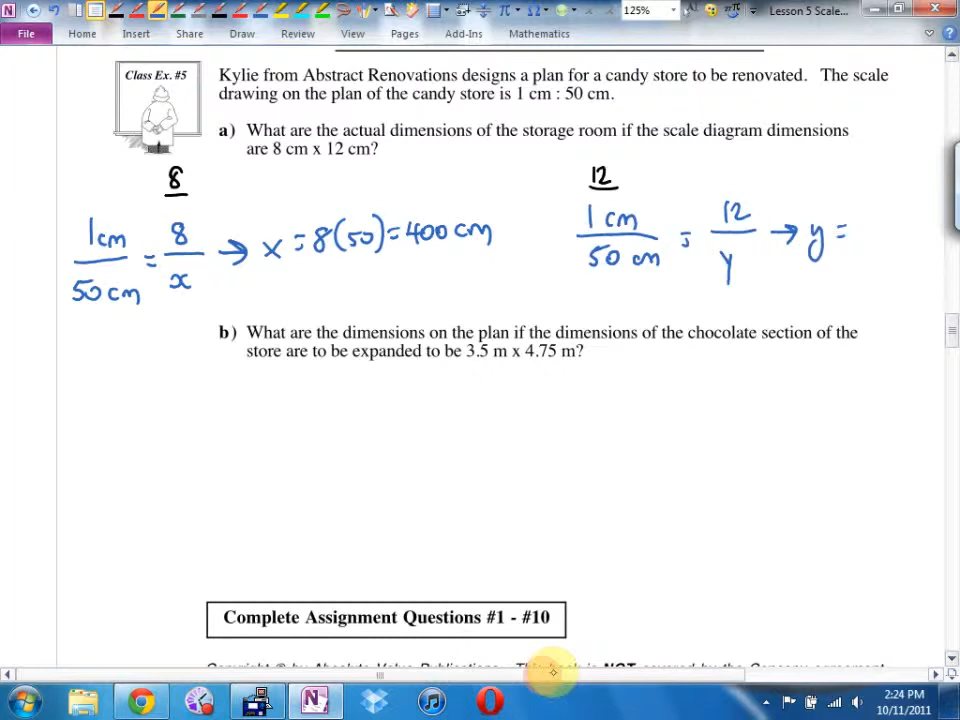 125%
Lesson 5 Scale...
File Home Insert Share Draw Review Pages View Add-Ins Mathematics
Class Ex. #5
Kylie from Abstract Renovations designs a plan for a candy store to be renovated. The scale
drawing on the plan of the candy store is 1 cm : 50 cm.
a) What are the actual dimensions of the storage room if the scale diagram dimensions
are 8 cm x 12 cm?
8
12
1 cm / 50 cm = 8 / x → x = 8(50) = 400 cm
1 cm / 50 cm = 12 / y → y =
b) What are the dimensions on the plan if the dimensions of the chocolate section of the
store are to be expanded to be 3.5 m x 4.75 m?
Complete Assignment Questions #1 - #10
2:24 PM
10/11/2011